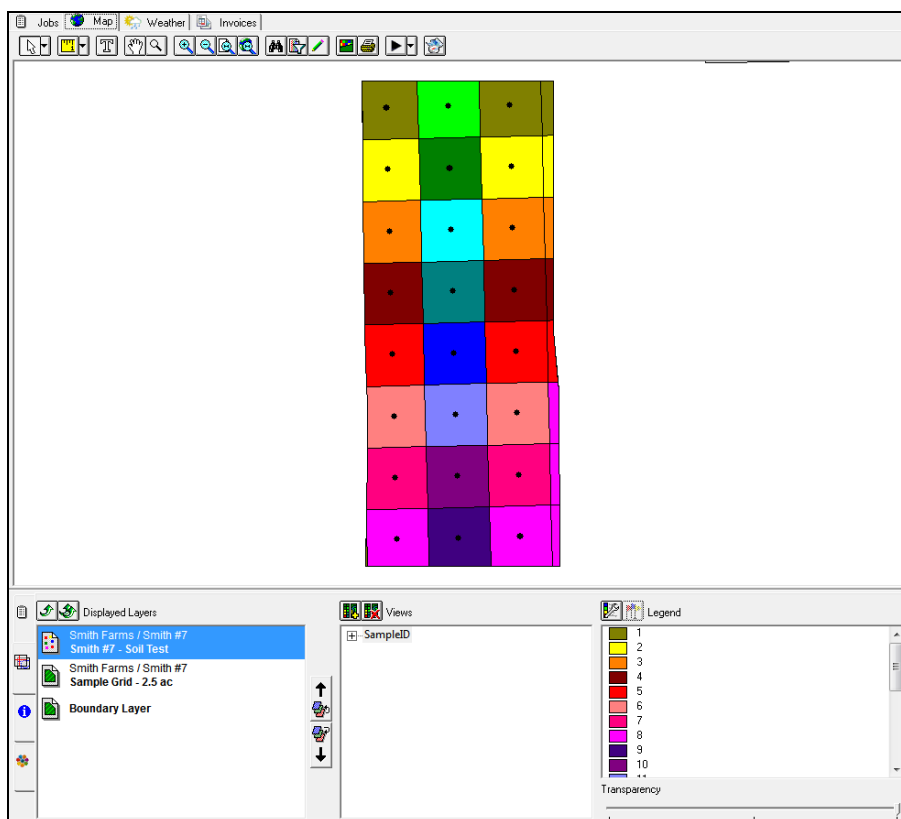 Jobs Map Weather Invoices
T
Displayed Layers
Smith Farms / Smith #7
Smith #7 - Soil Test
Smith Farms / Smith #7
Sample Grid - 2.5 ac
Boundary Layer
Views
SampleID
Legend
1
2
3
4
5
6
7
8
9
10
11
Transparency